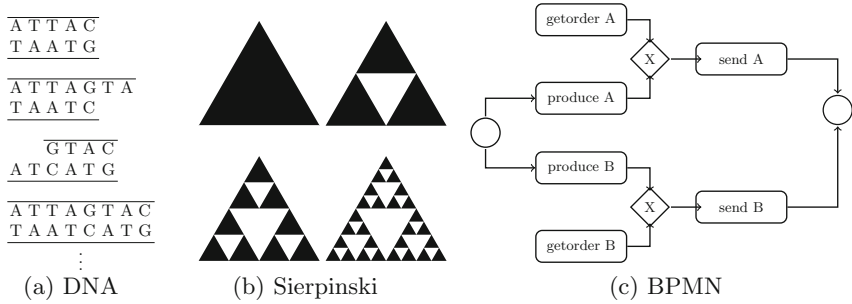 A T T A C
T A A T G
A T T A G T A
T A A T C
G T A C
A T C A T G
A T T A G T A C
T A A T C A T G
⋮
(a) DNA
(b) Sierpinski
getorder A
X
send A
produce A
produce B
X
send B
getorder B
(c) BPMN